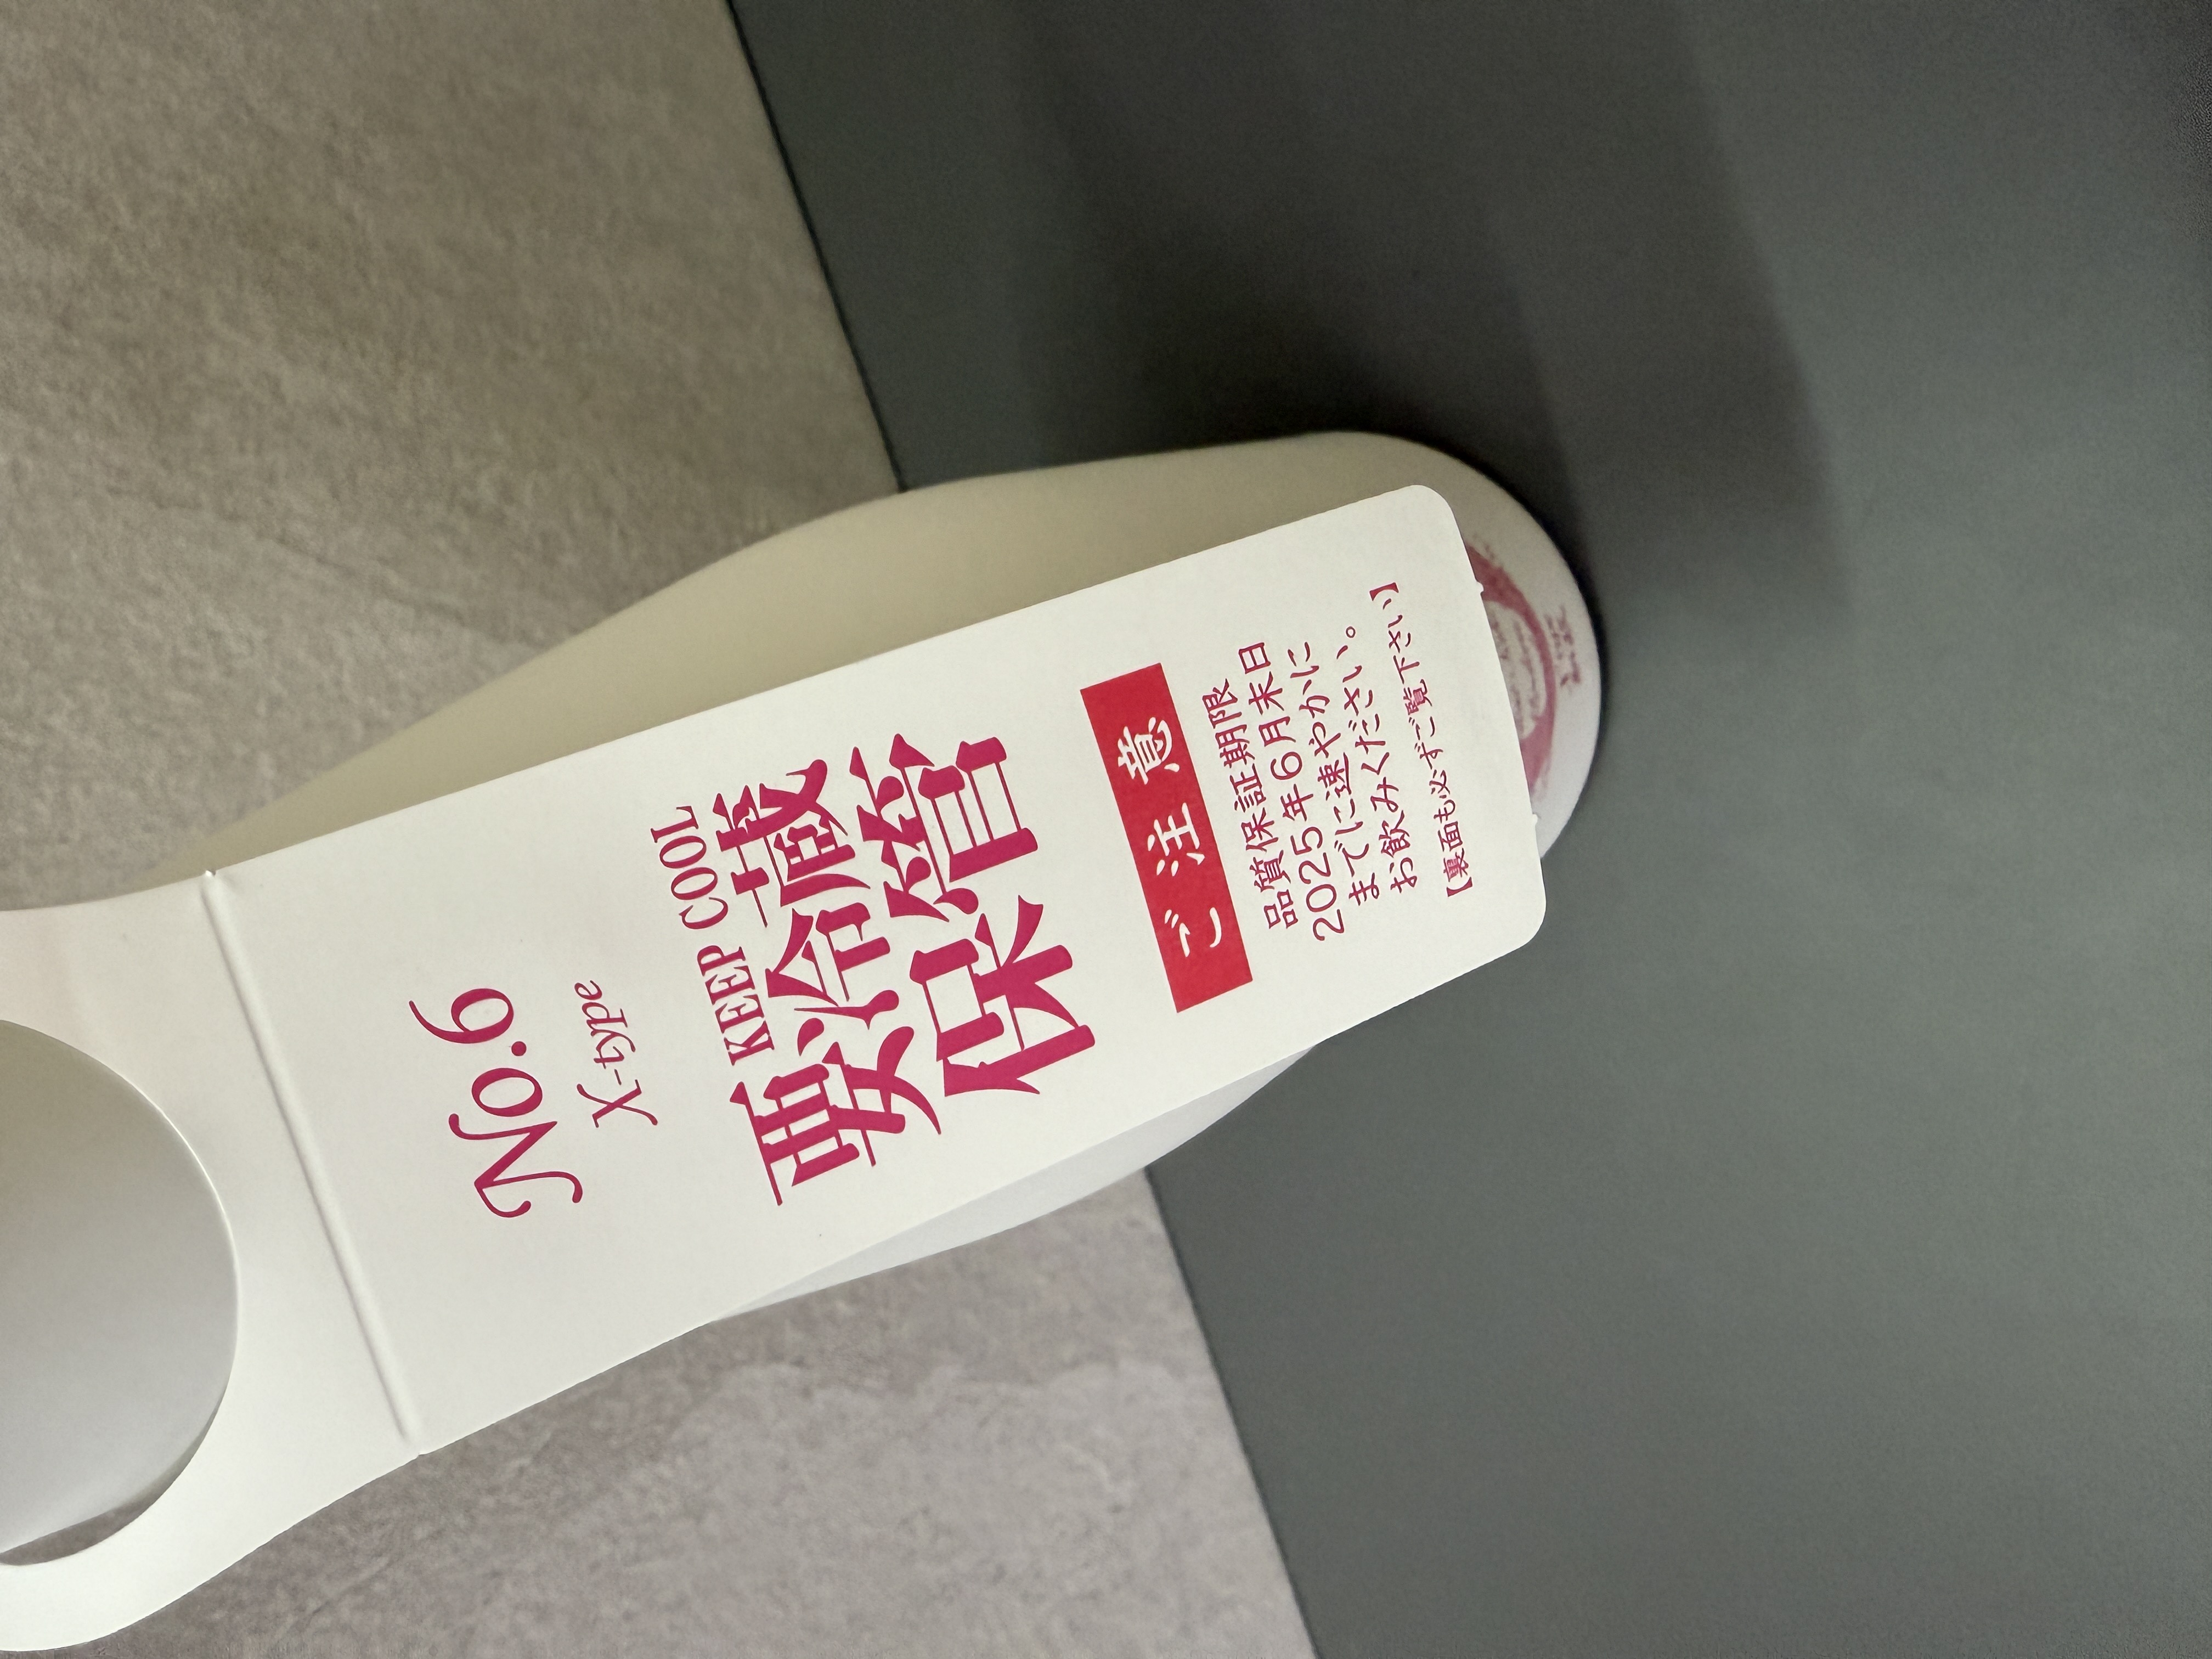 No.6
X-type
KEEP COOL
要冷蔵
保管
ご注意
品質保証期限
2025年6月末日
までに速やかに
お飲みください。
【裏面も必ずご覧下さい】